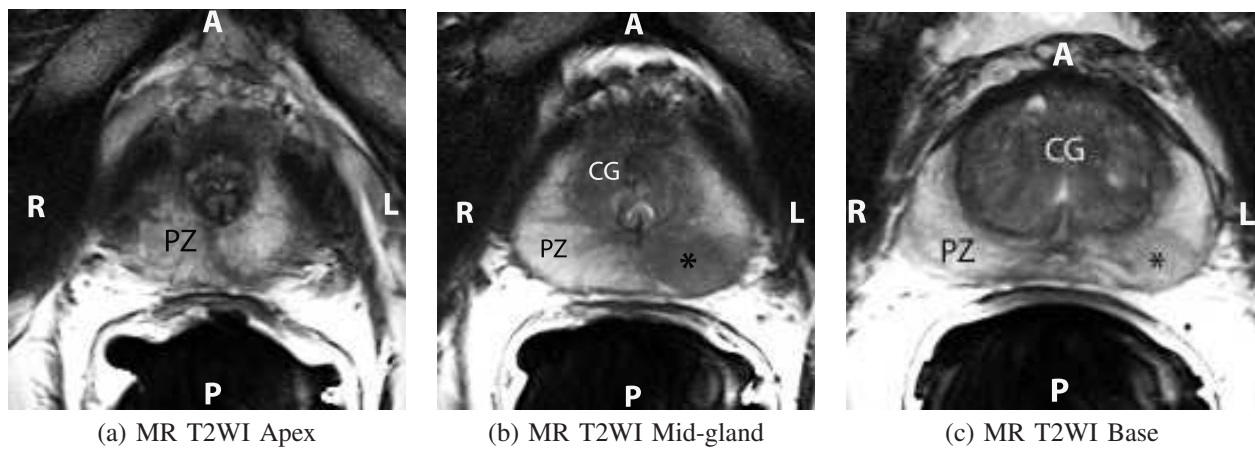 A
R
L
PZ
P
A
CG
R
L
PZ
*
P
A
CG
R
L
PZ
*
P
(a) MR T2WI Apex
(b) MR T2WI Mid-gland
(c) MR T2WI Base